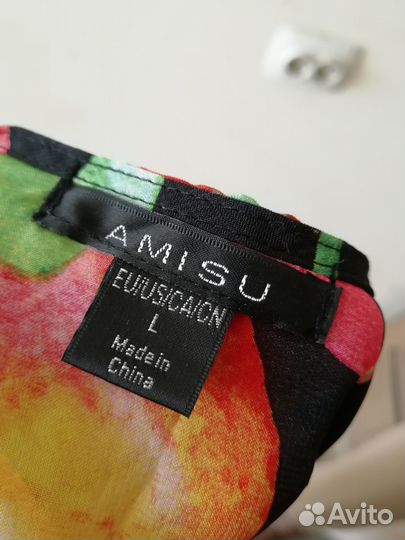 AMISU
EU/US/CA/CN
L
Made in
China
Avito